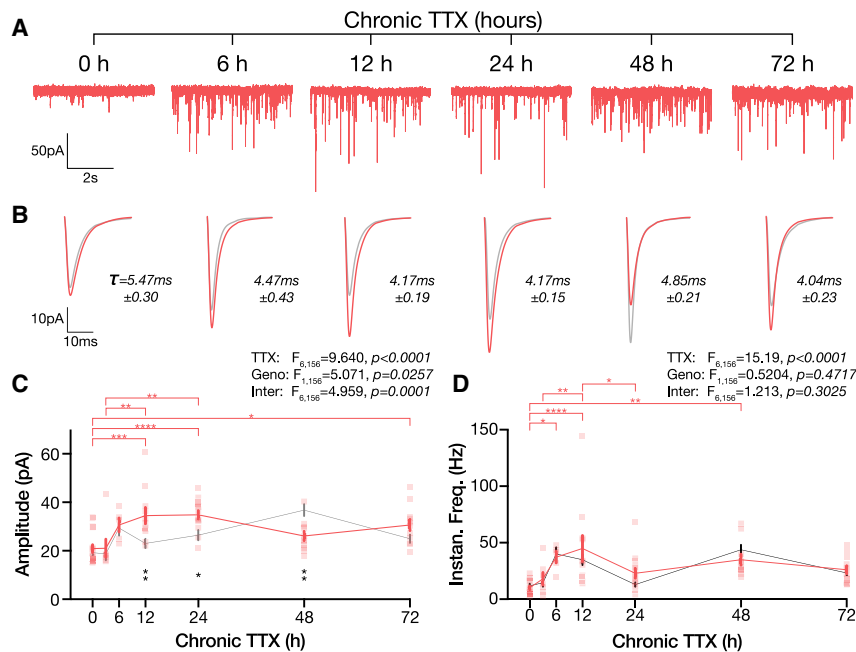 A
Chronic TTX (hours)
0 h 6 h 12 h 24 h 48 h 72 h
50pA
2s
B
τ=5.47ms ±0.30
4.47ms ±0.43
4.17ms ±0.19
4.17ms ±0.15
4.85ms ±0.21
4.04ms ±0.23
10pA
10ms
C
TTX: F6,156=9.640, p<0.0001
Geno: F1,156=5.071, p=0.0257
Inter: F6,156=4.959, p=0.0001
**
**
*
****
***
60
40
20
0
Amplitude (pA)
**
*
**
0 6 12 24 48 72
Chronic TTX (h)
D
TTX: F6,156=15.19, p<0.0001
Geno: F1,156=0.5204, p=0.4717
Inter: F6,156=1.213, p=0.3025
*
**
**
****
*
150
100
50
0
Instan. Freq. (Hz)
0 6 12 24 48 72
Chronic TTX (h)